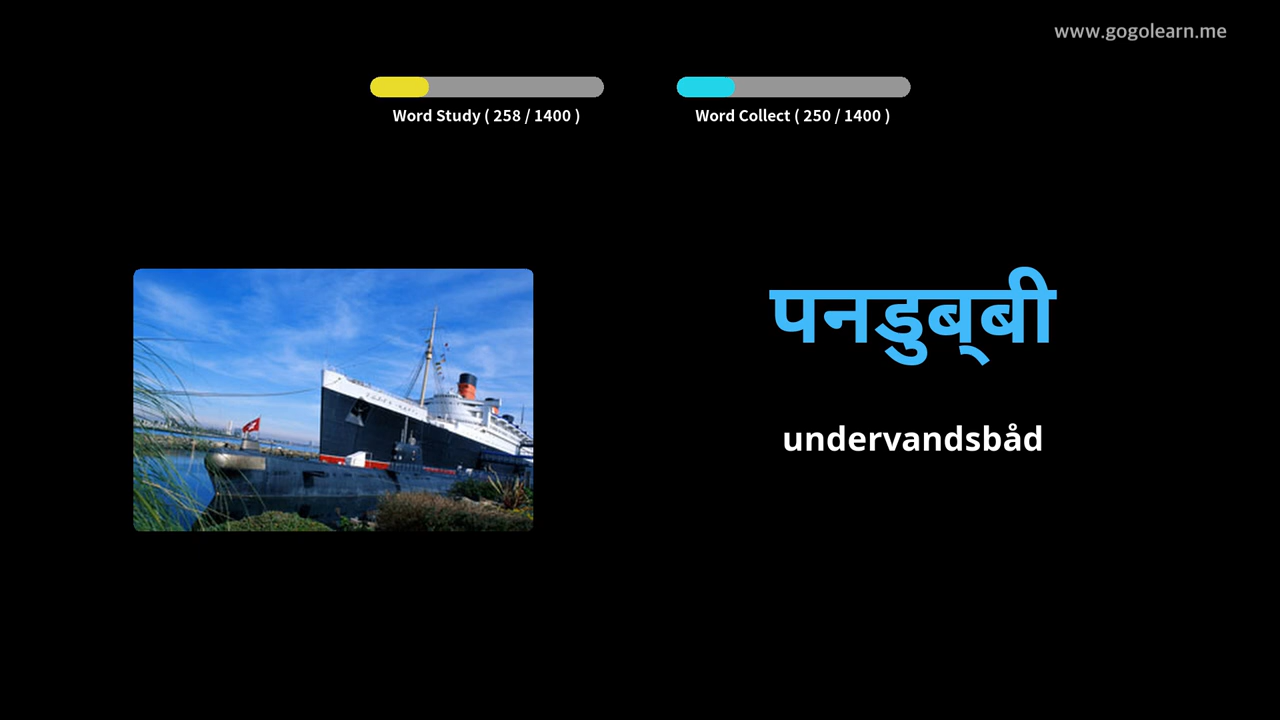 www.gogolearn.me
Word Study ( 258 / 1400 )
Word Collect ( 250 / 1400 )
पनडुब्‌बी
undervandsbåd